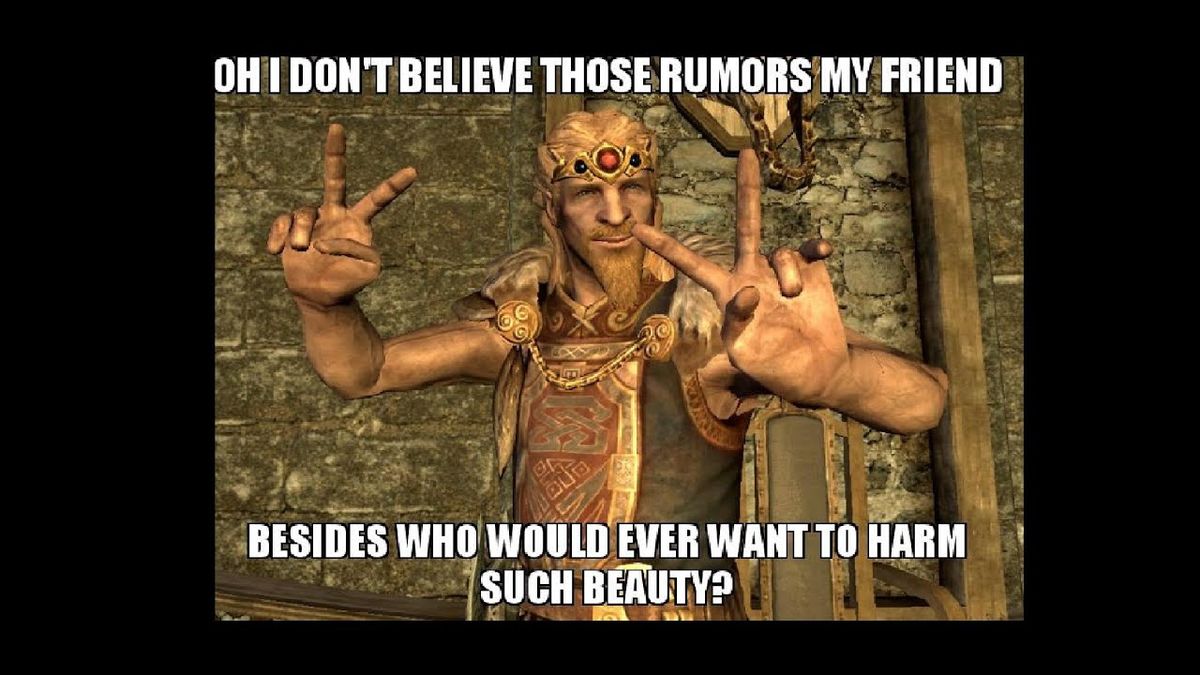 OH I DON'T BELIEVE THOSE RUMORS MY FRIEND
BESIDES WHO WOULD EVER WANT TO HARM
SUCH BEAUTY?